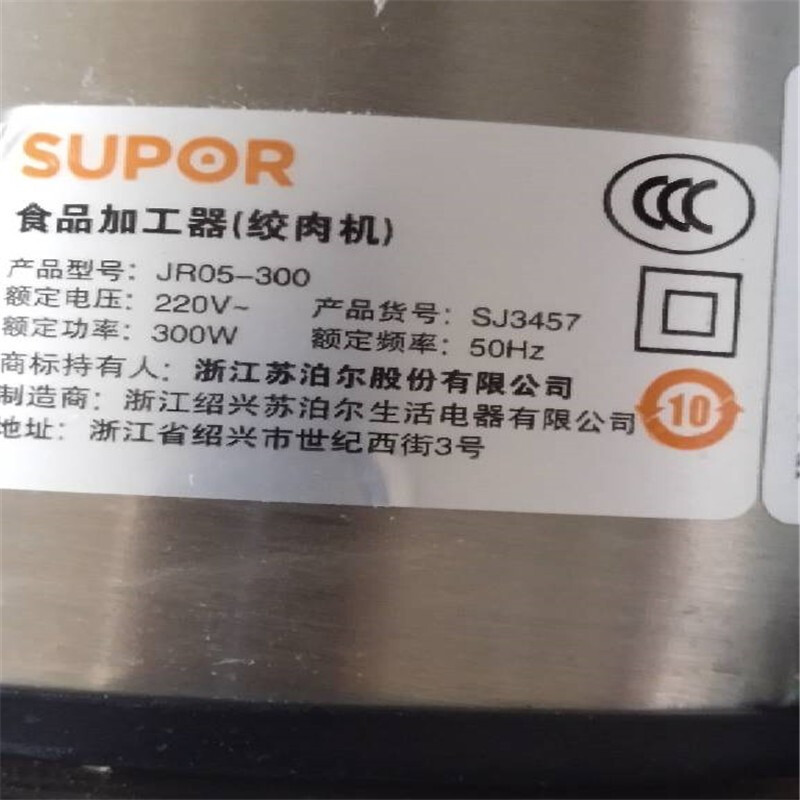 SUPOR
食品加工器(绞肉机)
产品型号：JR05-300
额定电压：220V~ 产品货号：SJ3457
额定功率：300W 额定频率：50Hz
商标持有人：浙江苏泊尔股份有限公司
制造商：浙江绍兴苏泊尔生活电器有限公司
地址：浙江省绍兴市世纪西街3号
CCC
10